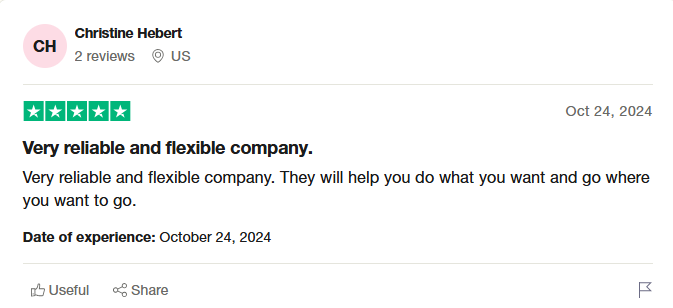 CH
Christine Hebert
2 reviews US
Oct 24, 2024
Very reliable and flexible company.
Very reliable and flexible company. They will help you do what you want and go where
you want to go.
Date of experience: October 24, 2024
Useful Share